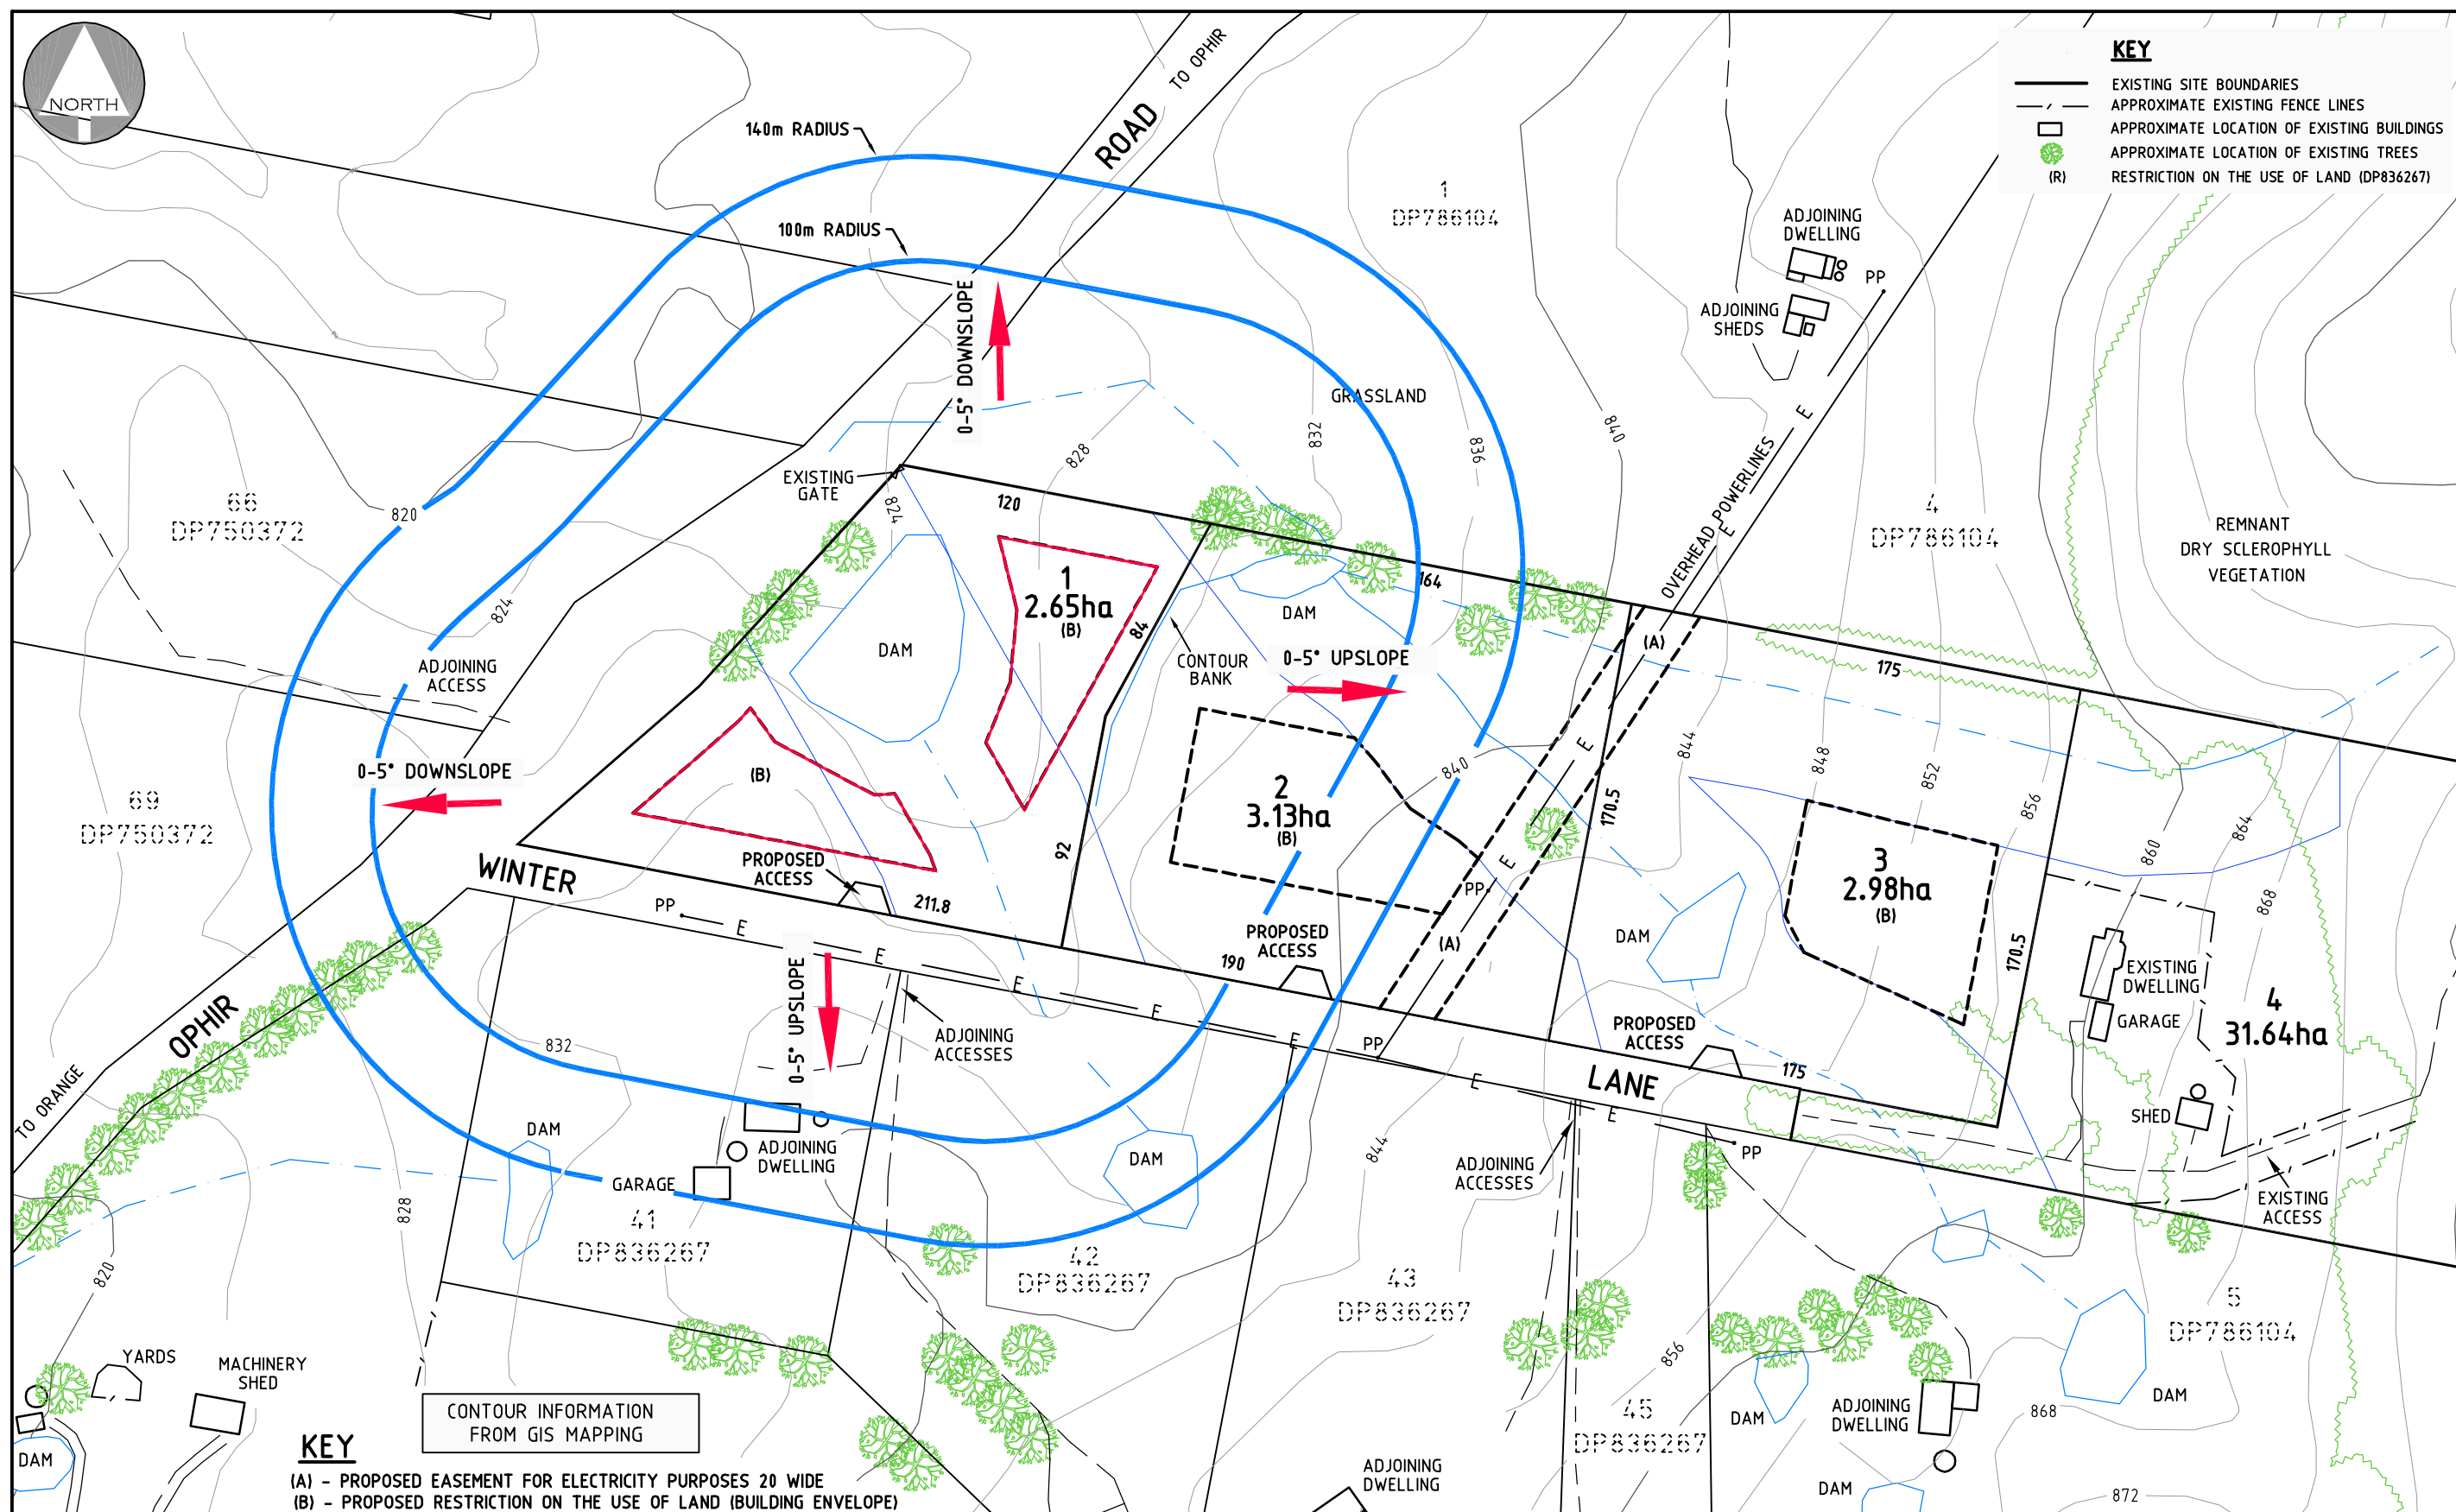 NORTH
TO OPHIR
ROAD
140m RADIUS
100m RADIUS
0-5° DOWNSLOPE
1
DP786104
KEY
EXISTING SITE BOUNDARIES
APPROXIMATE EXISTING FENCE LINES
APPROXIMATE LOCATION OF EXISTING BUILDINGS
APPROXIMATE LOCATION OF EXISTING TREES
(R) RESTRICTION ON THE USE OF LAND (DP836267)
ADJOINING
DWELLING
PP
ADJOINING
SHEDS
E
GRASSLAND
832
828
836
840
OVERHEAD POWERLINES
E
EXISTING
GATE
824
120
66
DP750372
820
4
DP786104
REMNANT
DRY SCLEROPHYLL
VEGETATION
1
2.65ha
(B)
84
164
DAM
DAM
824
ADJOINING
ACCESS
CONTOUR
BANK
0-5° UPSLOPE
(A)
175
0-5° DOWNSLOPE
(B)
69
DP750372
840
E
844
848
852
856
2
3.13ha
(B)
170.5
92
E
860
864
868
3
2.98ha
(B)
WINTER
PROPOSED
ACCESS
211.8
PP
E
E
E
E
E
PP
(A)
PROPOSED
ACCESS
190
DAM
170.5
EXISTING
DWELLING
GARAGE
4
31.64ha
0-5° UPSLOPE
ADJOINING
ACCESSES
OPHIR
TO ORANGE
832
PP
E
E
LANE
PROPOSED
ACCESS
175
PP
SHED
DAM
ADJOINING
DWELLING
GARAGE
DAM
844
ADJOINING
ACCESSES
EXISTING
ACCESS
828
820
41
DP836267
42
DP836267
43
DP836267
5
DP786104
856
YARDS
MACHINERY
SHED
DAM
CONTOUR INFORMATION
FROM GIS MAPPING
KEY
(A) - PROPOSED EASEMENT FOR ELECTRICITY PURPOSES 20 WIDE
(B) - PROPOSED RESTRICTION ON THE USE OF LAND (BUILDING ENVELOPE)
ADJOINING
DWELLING
45
DP836267
DAM
ADJOINING
DWELLING
868
DAM
DAM
872